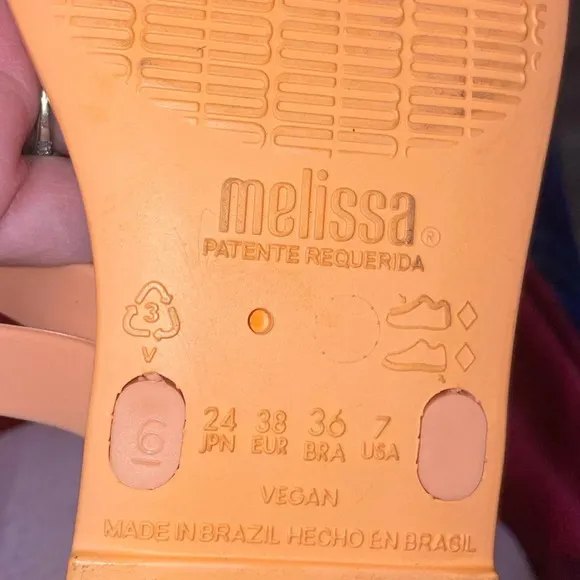 melissa®
PATENTE REQUERIDA
3
V
6
24 38 36 7
JPN EUR BRA USA
VEGAN
MADE IN BRAZIL HECHO EN BRASIL